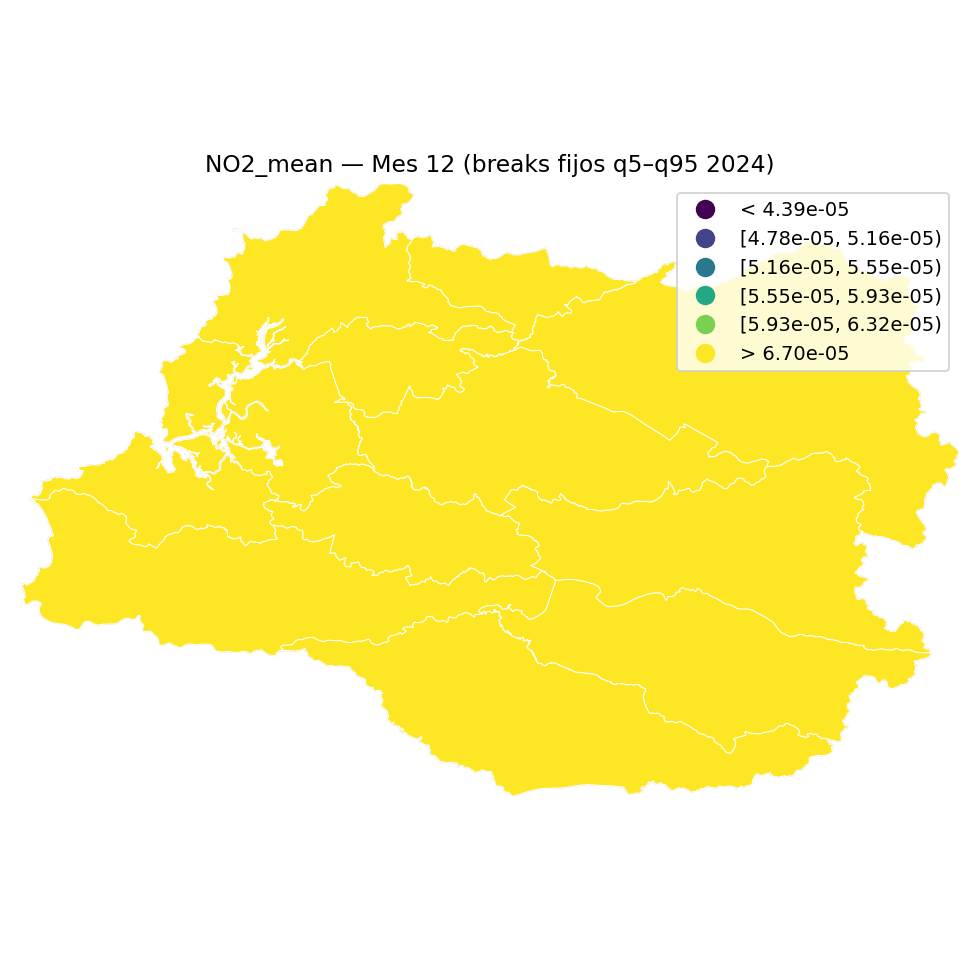 NO2_mean — Mes 12 (breaks fijos q5–q95 2024)
< 4.39e-05
[4.78e-05, 5.16e-05)
[5.16e-05, 5.55e-05)
[5.55e-05, 5.93e-05)
[5.93e-05, 6.32e-05)
> 6.70e-05